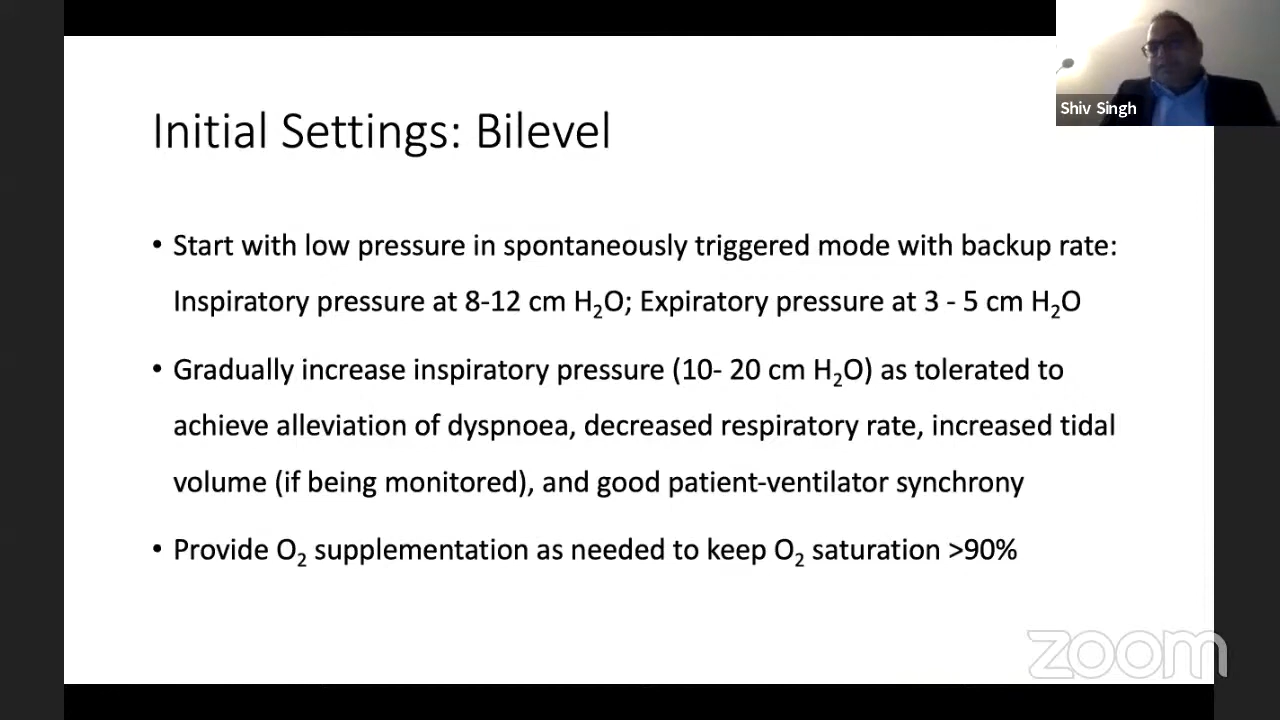 Shiv Singh
Initial Settings: Bilevel
• Start with low pressure in spontaneously triggered mode with backup rate:
Inspiratory pressure at 8-12 cm H₂O; Expiratory pressure at 3 - 5 cm H₂O
• Gradually increase inspiratory pressure (10- 20 cm H₂O) as tolerated to
achieve alleviation of dyspnoea, decreased respiratory rate, increased tidal
volume (if being monitored), and good patient-ventilator synchrony
• Provide O₂ supplementation as needed to keep O₂ saturation >90%
zoom